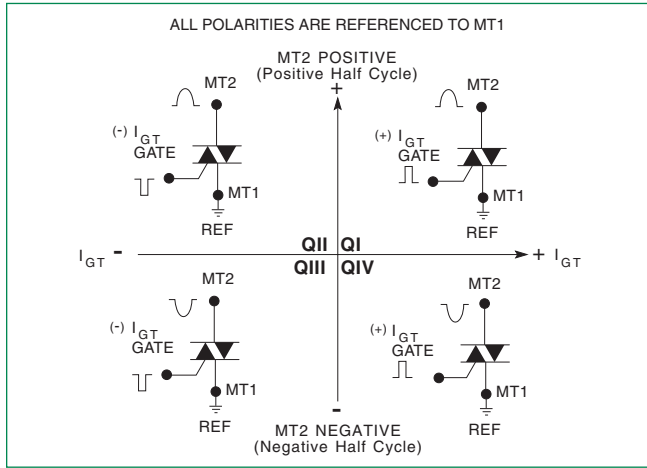 ALL POLARITIES ARE REFERENCED TO MT1
MT2 POSITIVE
(Positive Half Cycle)
+
MT2
(-) IGT
GATE
MT1
REF
MT2
(+) IGT
GATE
MT1
REF
IGT -
QII QI
QIII QIV
+ IGT
MT2
(-) IGT
GATE
MT1
REF
MT2
(+) IGT
GATE
MT1
REF
-
MT2 NEGATIVE
(Negative Half Cycle)